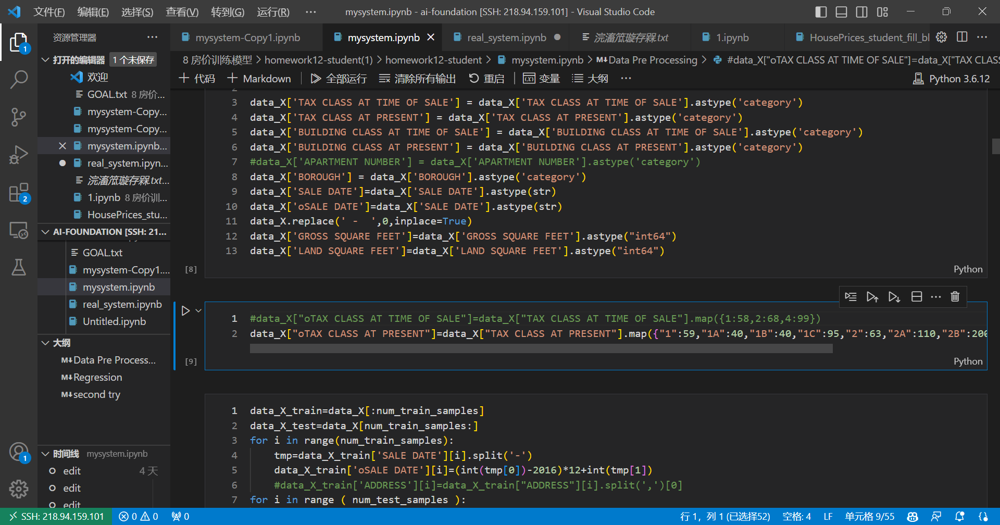 文件(F) 编辑(E) 选择(S) 查看(V) 转到(G) 运行(R) ··· mysystem.ipynb - ai-foundation [SSH: 218.94.159.101] - Visual Studio Code
资源管理器 ···
mysystem-Copy1.ipynb mysystem.ipynb real_system.ipynb 浣滀笟璇存槑.txt 1.ipynb HousePrices_student_fill_bl ···
打开的编辑器 1 个未保存
欢迎
GOAL.txt 8 房价...
mysystem-Copy...
mysystem-Copy...
mysystem.ipynb...
real_system.ipyn...
浣滀笟璇存槑.txt...
1.ipynb 8 房价训...
HousePrices_stu...
AI-FOUNDATION [SSH: 21...
GOAL.txt
mysystem-Copy1....
mysystem.ipynb
real_system.ipynb
Untitled.ipynb
大纲
M↓Data Pre Process...
M↓Regression
M↓second try
时间线 mysystem.ipynb
edit 4 天
edit
edit
1
2
1
8 房价训练模型 > homework12-student(1) > homework12-student > mysystem.ipynb > M↓Data Pre Processing > #data_X["oTAX CLASS AT TIME OF SALE"]=data_X["TAX CLASS
+ 代码 + Markdown 全部运行 清除所有输出 重启 变量 大纲 ··· Python 3.6.12
2
3 data_X['TAX CLASS AT TIME OF SALE'] = data_X['TAX CLASS AT TIME OF SALE'].astype('category')
4 data_X['TAX CLASS AT PRESENT'] = data_X['TAX CLASS AT PRESENT'].astype('category')
5 data_X['BUILDING CLASS AT TIME OF SALE'] = data_X['BUILDING CLASS AT TIME OF SALE'].astype('category')
6 data_X['BUILDING CLASS AT PRESENT'] = data_X['BUILDING CLASS AT PRESENT'].astype('category')
7 #data_X['APARTMENT NUMBER'] = data_X['APARTMENT NUMBER'].astype('category')
8 data_X['BOROUGH'] = data_X['BOROUGH'].astype('category')
9 data_X['SALE DATE']=data_X['SALE DATE'].astype(str)
10 data_X['oSALE DATE']=data_X['SALE DATE'].astype(str)
11 data_X.replace(' -  ',0,inplace=True)
12 data_X['GROSS SQUARE FEET']=data_X['GROSS SQUARE FEET'].astype("int64")
13 data_X['LAND SQUARE FEET']=data_X['LAND SQUARE FEET'].astype("int64")
[8] Python
1 #data_X["oTAX CLASS AT TIME OF SALE"]=data_X["TAX CLASS AT TIME OF SALE"].map({1:58,2:68,4:99})
2 data_X["oTAX CLASS AT PRESENT"]=data_X["TAX CLASS AT PRESENT"].map({"1":59,"1A":40,"1B":40,"1C":95,"2":63,"2A":110,"2B":200
[9] Python
1 data_X_train=data_X[:num_train_samples]
2 data_X_test=data_X[num_train_samples:]
3 for i in range(num_train_samples):
4 tmp=data_X_train['SALE DATE'][i].split('-')
5 data_X_train['oSALE DATE'][i]=(int(tmp[0])-2016)*12+int(tmp[1])
6 #data_X_train['ADDRESS'][i]=data_X_train["ADDRESS"][i].split(',')[0]
7 for i in range ( num_test_samples ):
SSH: 218.94.159.101 0 0 0 行 1, 列 1 (已选择52) 空格: 4 LF 单元格 9/55